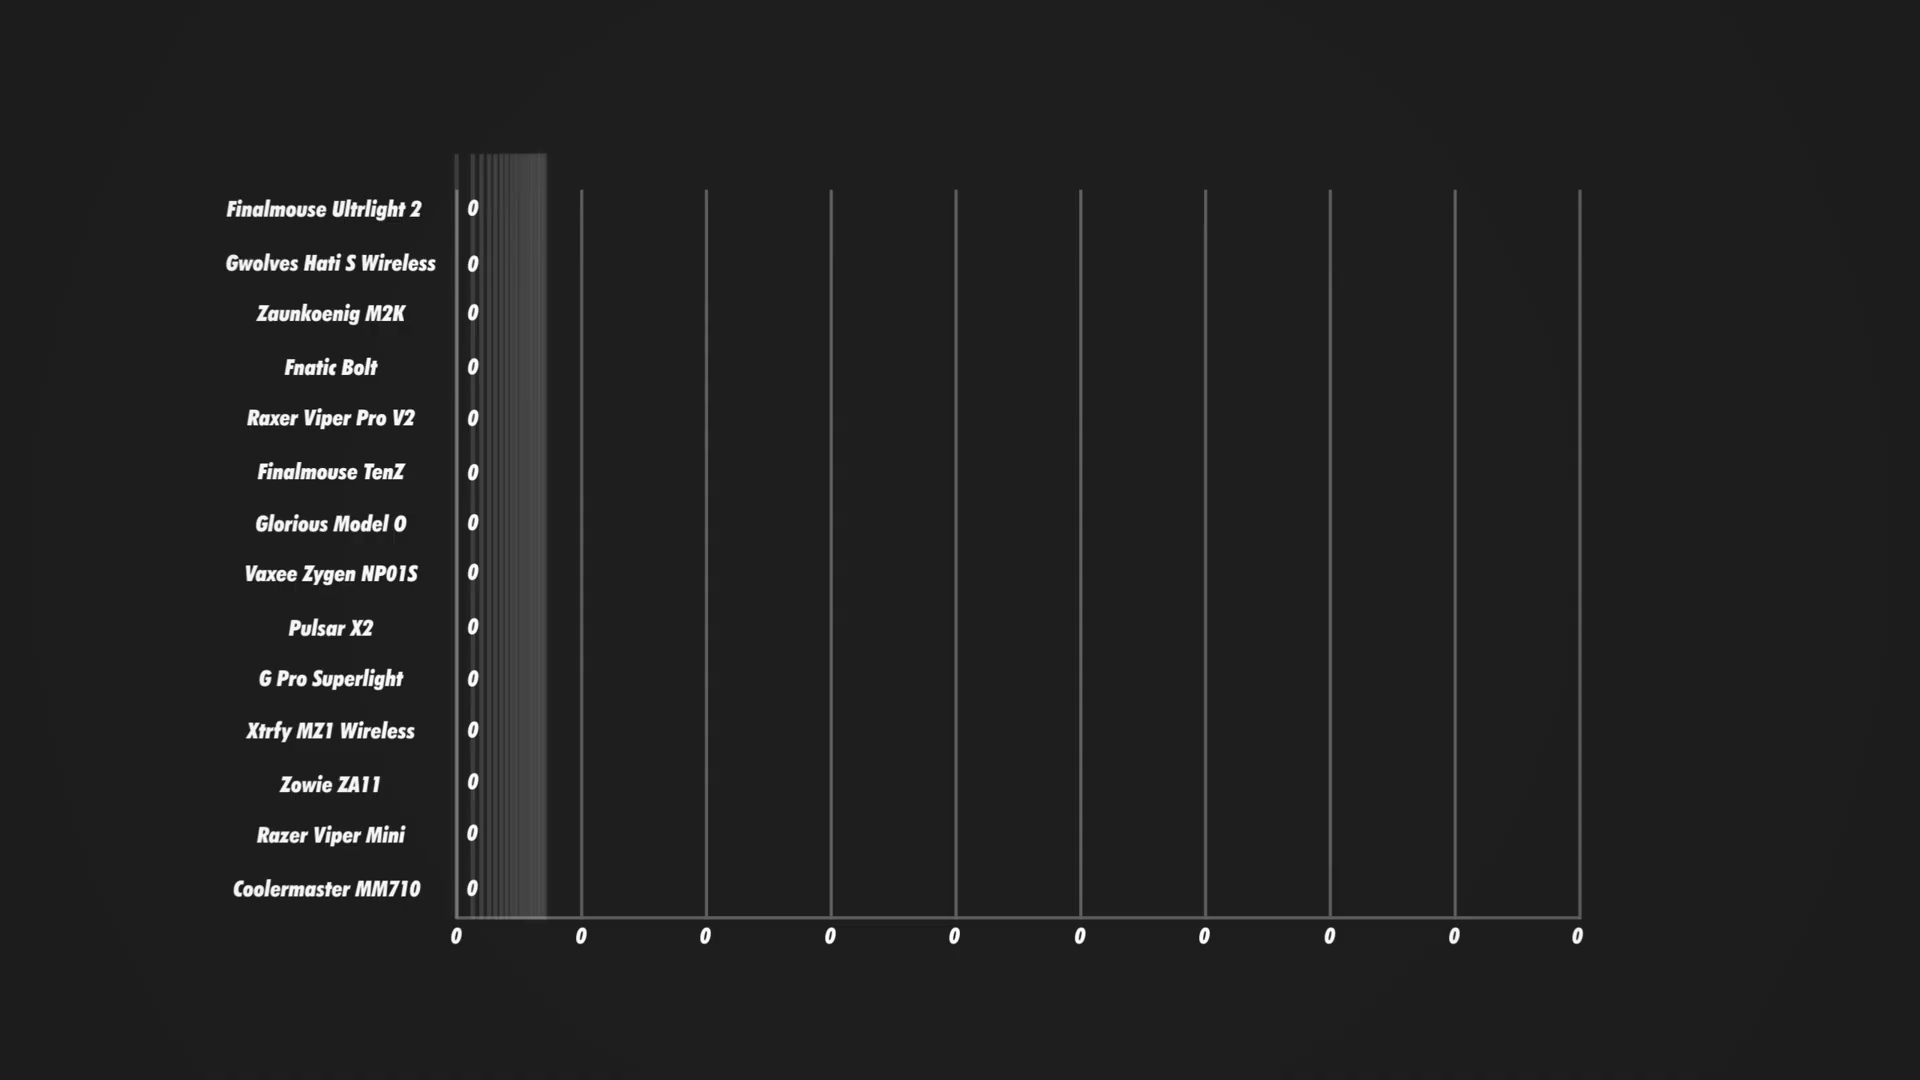 Finalmouse Ultrlight 2 0
Gwolves Hati S Wireless 0
Zaunkoenig M2K 0
Fnatic Bolt 0
Raxer Viper Pro V2 0
Finalmouse TenZ 0
Glorious Model O 0
Vaxee Zygen NP01S 0
Pulsar X2 0
G Pro Superlight 0
Xtrfy MZ1 Wireless 0
Zowie ZA11 0
Razer Viper Mini 0
Coolermaster MM710 0
0 0 0 0 0 0 0 0 0 0